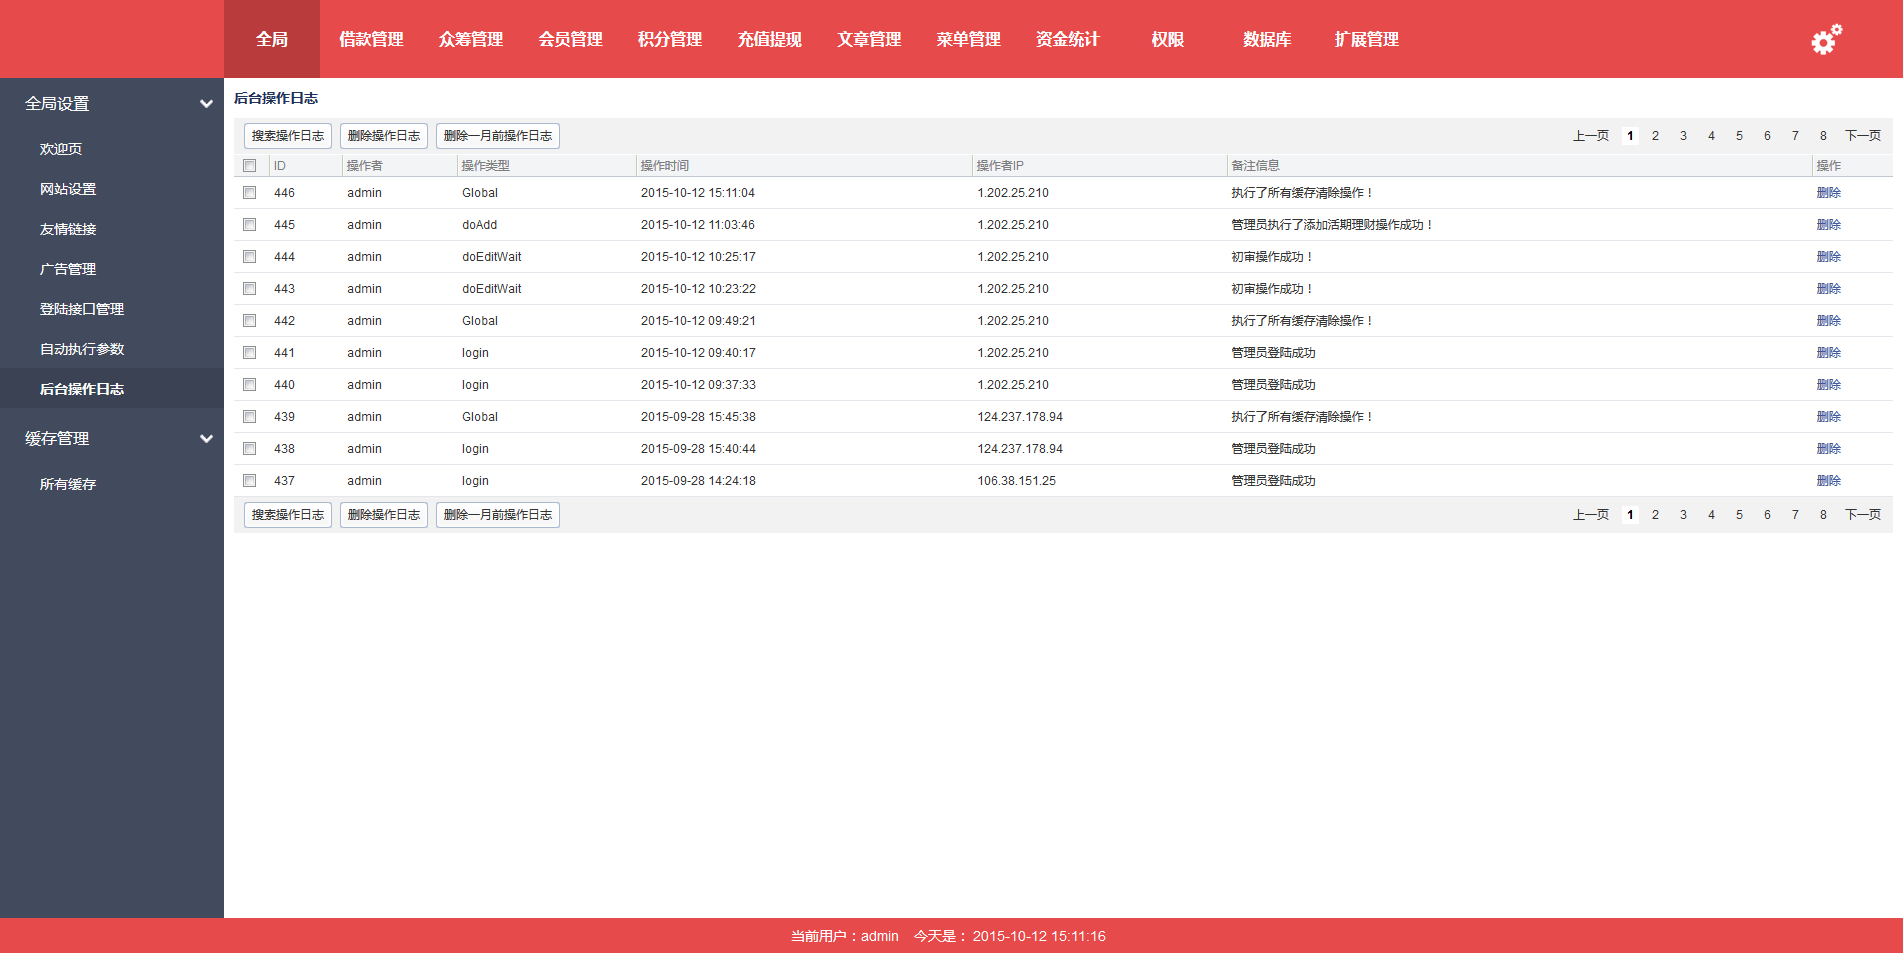 全局 借款管理 众筹管理 会员管理 积分管理 充值提现 文章管理 菜单管理 资金统计 权限 数据库 扩展管理
全局设置
欢迎页
网站设置
友情链接
广告管理
登陆接口管理
自动执行参数
后台操作日志
缓存管理
所有缓存
后台操作日志
搜索操作日志 删除操作日志 删除一月前操作日志 上一页 1 2 3 4 5 6 7 8 下一页
ID 操作者 操作类型 操作时间 操作者IP 备注信息 操作
446 admin Global 2015-10-12 15:11:04 1.202.25.210 执行了所有缓存清除操作！ 删除
445 admin doAdd 2015-10-12 11:03:46 1.202.25.210 管理员执行了添加活期理财操作成功！ 删除
444 admin doEditWait 2015-10-12 10:25:17 1.202.25.210 初审操作成功！ 删除
443 admin doEditWait 2015-10-12 10:23:22 1.202.25.210 初审操作成功！ 删除
442 admin Global 2015-10-12 09:49:21 1.202.25.210 执行了所有缓存清除操作！ 删除
441 admin login 2015-10-12 09:40:17 1.202.25.210 管理员登陆成功 删除
440 admin login 2015-10-12 09:37:33 1.202.25.210 管理员登陆成功 删除
439 admin Global 2015-09-28 15:45:38 124.237.178.94 执行了所有缓存清除操作！ 删除
438 admin login 2015-09-28 15:40:44 124.237.178.94 管理员登陆成功 删除
437 admin login 2015-09-28 14:24:18 106.38.151.25 管理员登陆成功 删除
搜索操作日志 删除操作日志 删除一月前操作日志 上一页 1 2 3 4 5 6 7 8 下一页
当前用户：admin 今天是： 2015-10-12 15:11:16